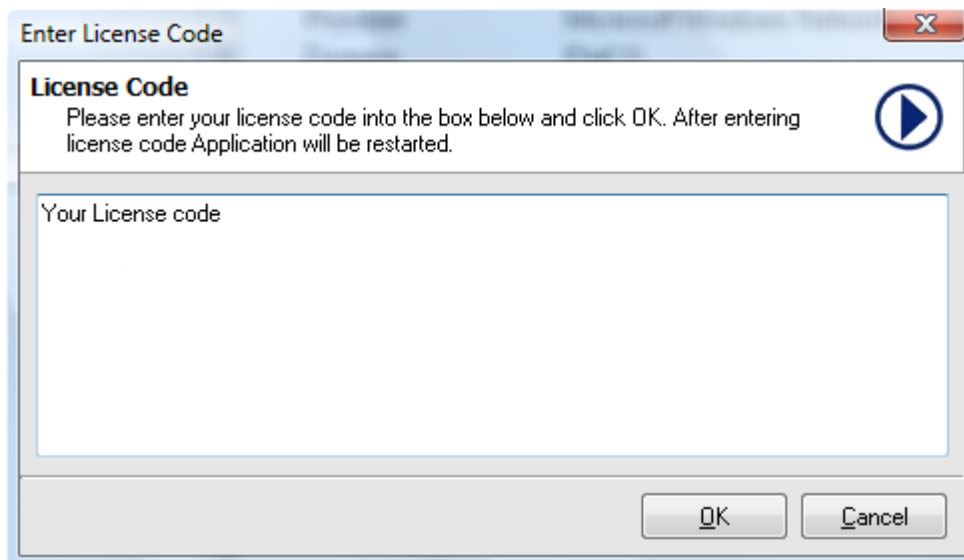 Enter License Code
License Code
Please enter your license code into the box below and click OK. After entering
license code Application will be restarted.
Your License code
OK
Cancel